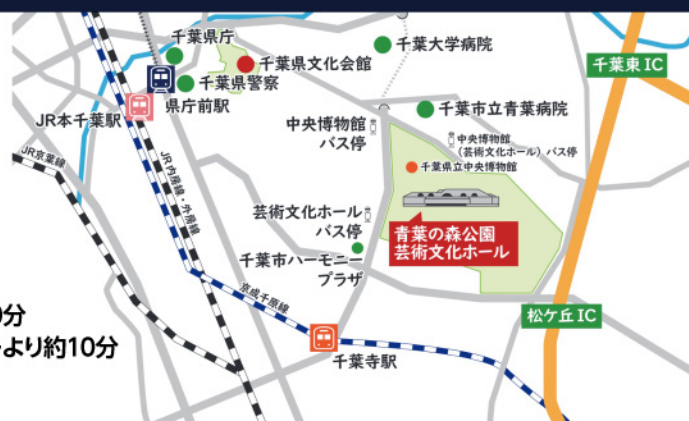 千葉県庁
千葉県文化会館
千葉大学病院
千葉東 IC
千葉県警察
県庁前駅
JR本千葉駅
千葉市立青葉病院
中央博物館
バス停
中央博物館
(芸術文化ホール)バス停
千葉県立中央博物館
JR京葉線
JR内房線・外房線
芸術文化ホール
バス停
青葉の森公園
芸術文化ホール
千葉市ハーモニー
プラザ
京成千原線
松ケ丘 IC
千葉寺駅
分
より約10分